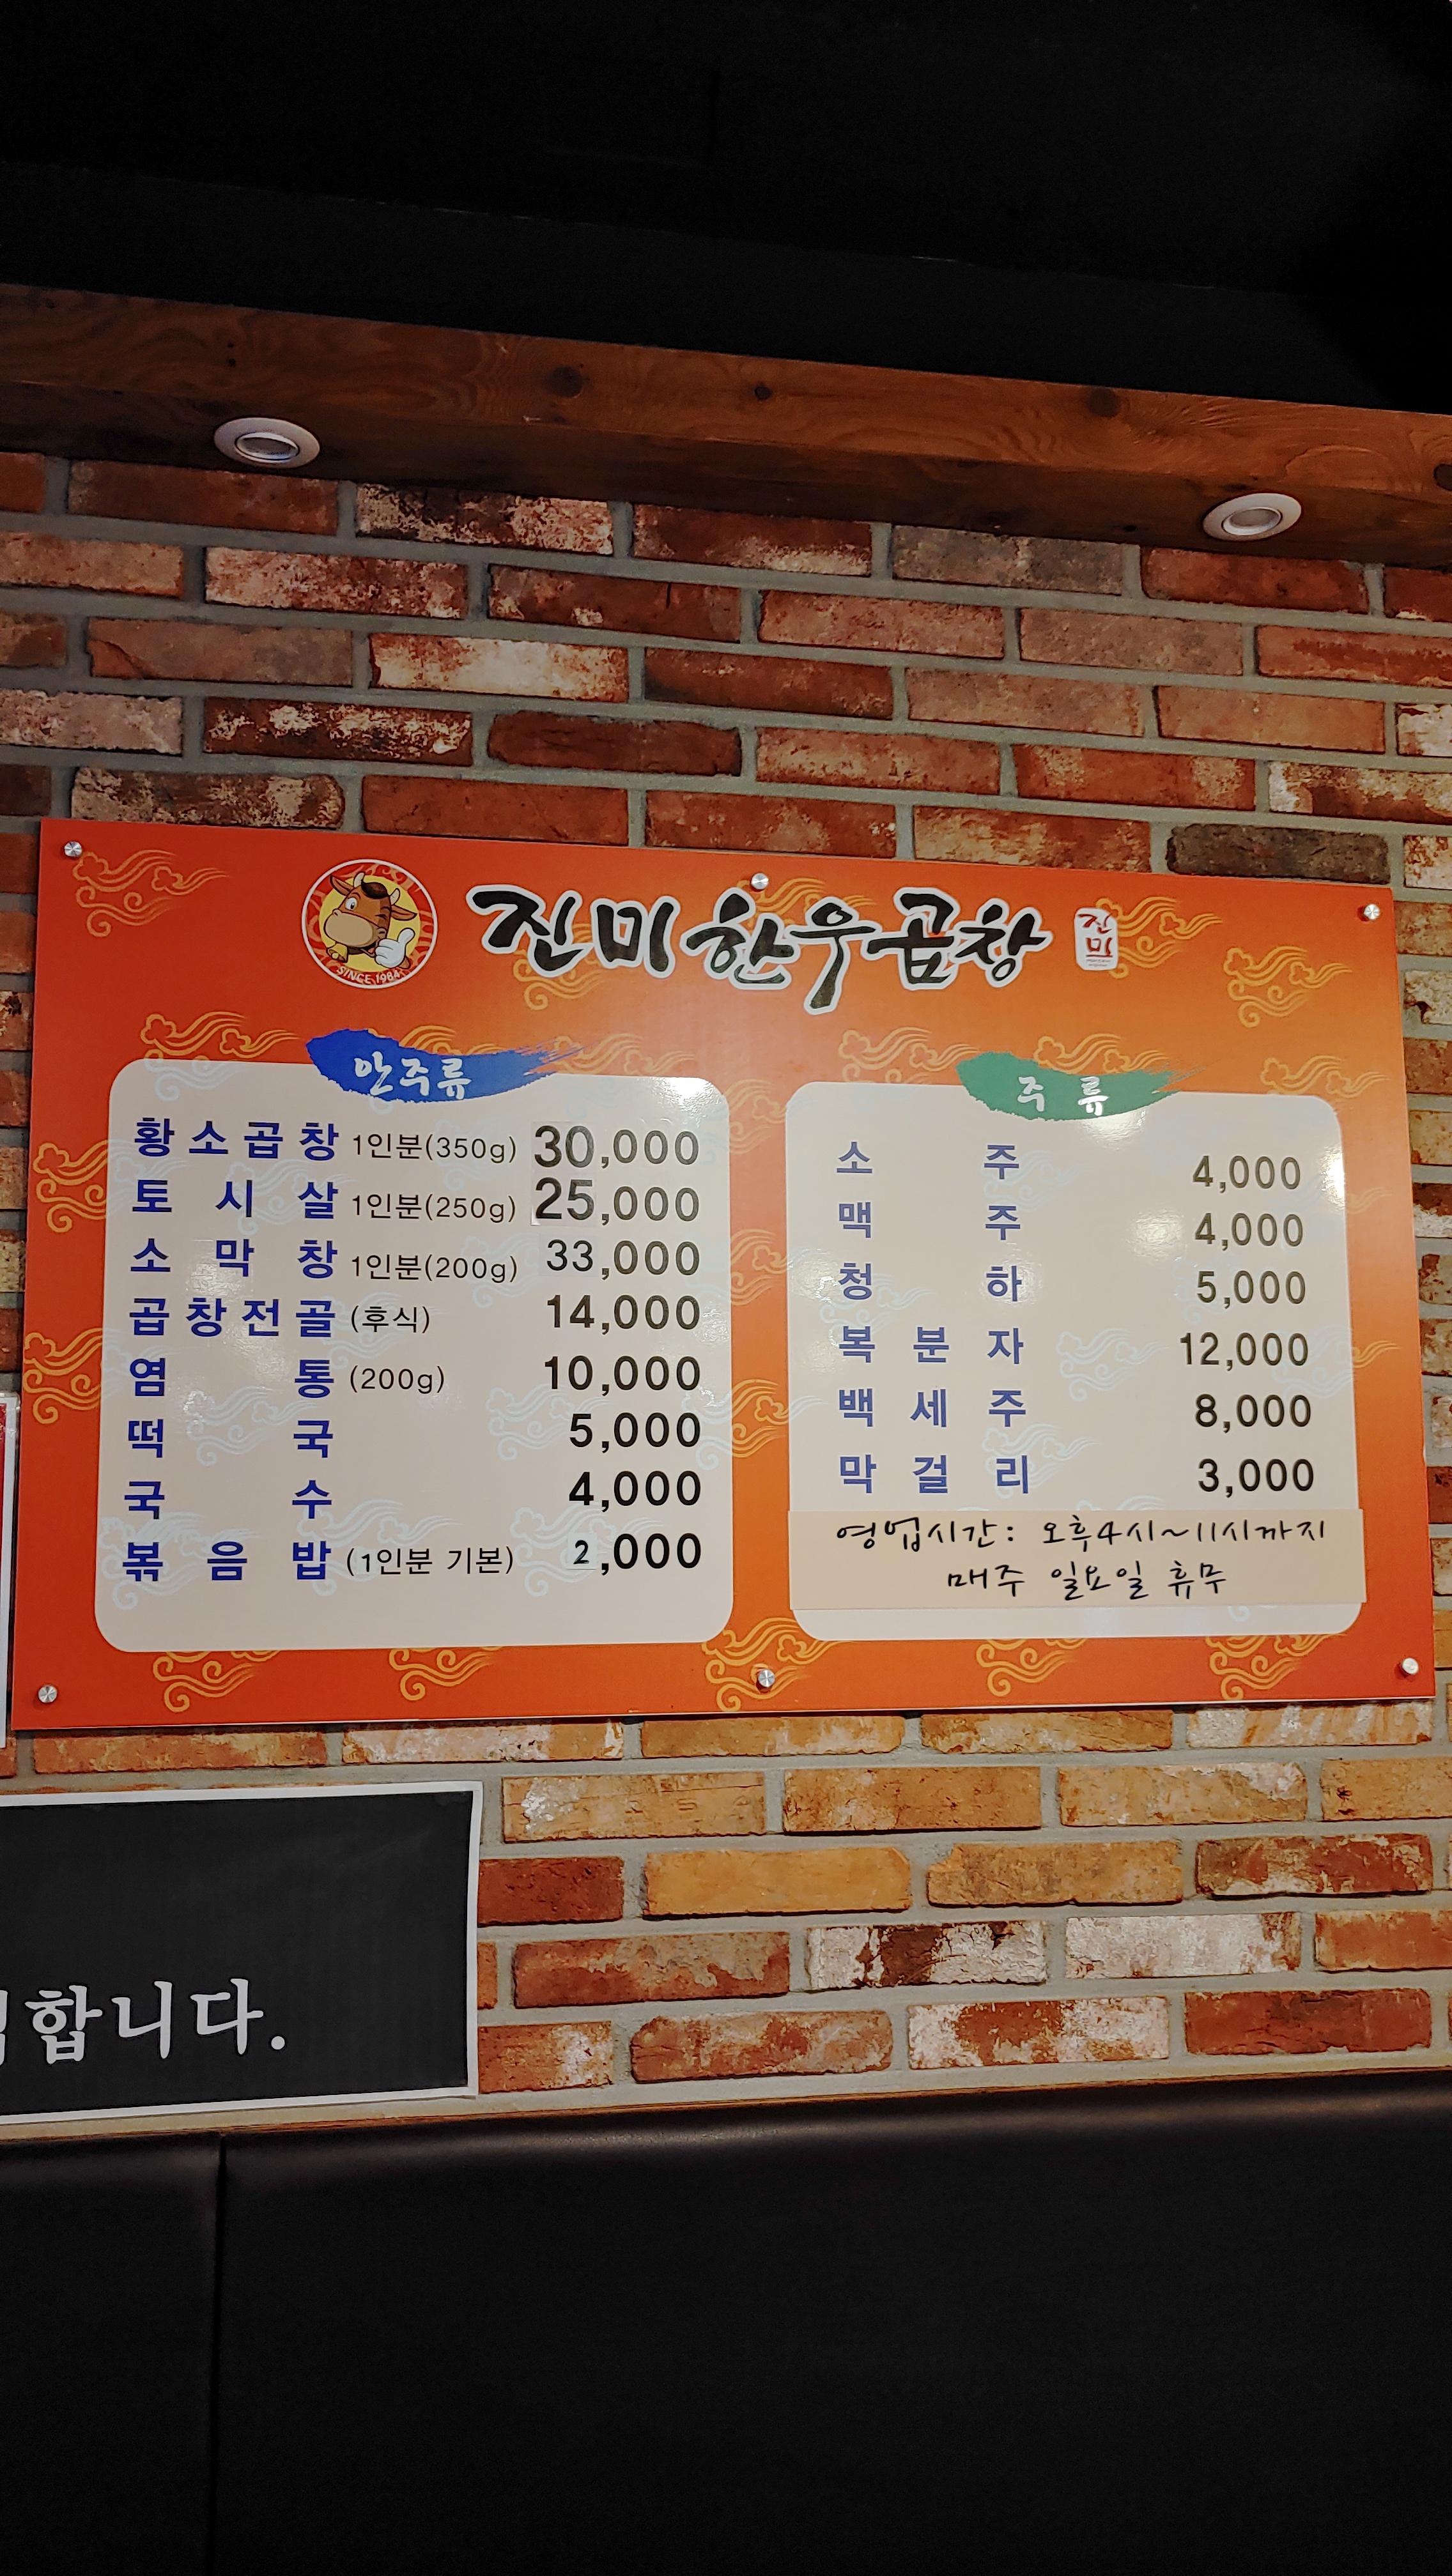 SINCE 1984
진미한우곱창
진미
안주류
황소곱창 1인분(350g) 30,000
토시살 1인분(250g) 25,000
소막창 1인분(200g) 33,000
곱창전골 (후식) 14,000
염통 (200g) 10,000
떡국 5,000
국수 4,000
볶음밥 (1인분 기본) 2,000
주류
소주 4,000
맥주 4,000
청하 5,000
복분자 12,000
백세주 8,000
막걸리 3,000
영업시간: 오후4시~11시까지
매주 일요일 휴무
합니다.